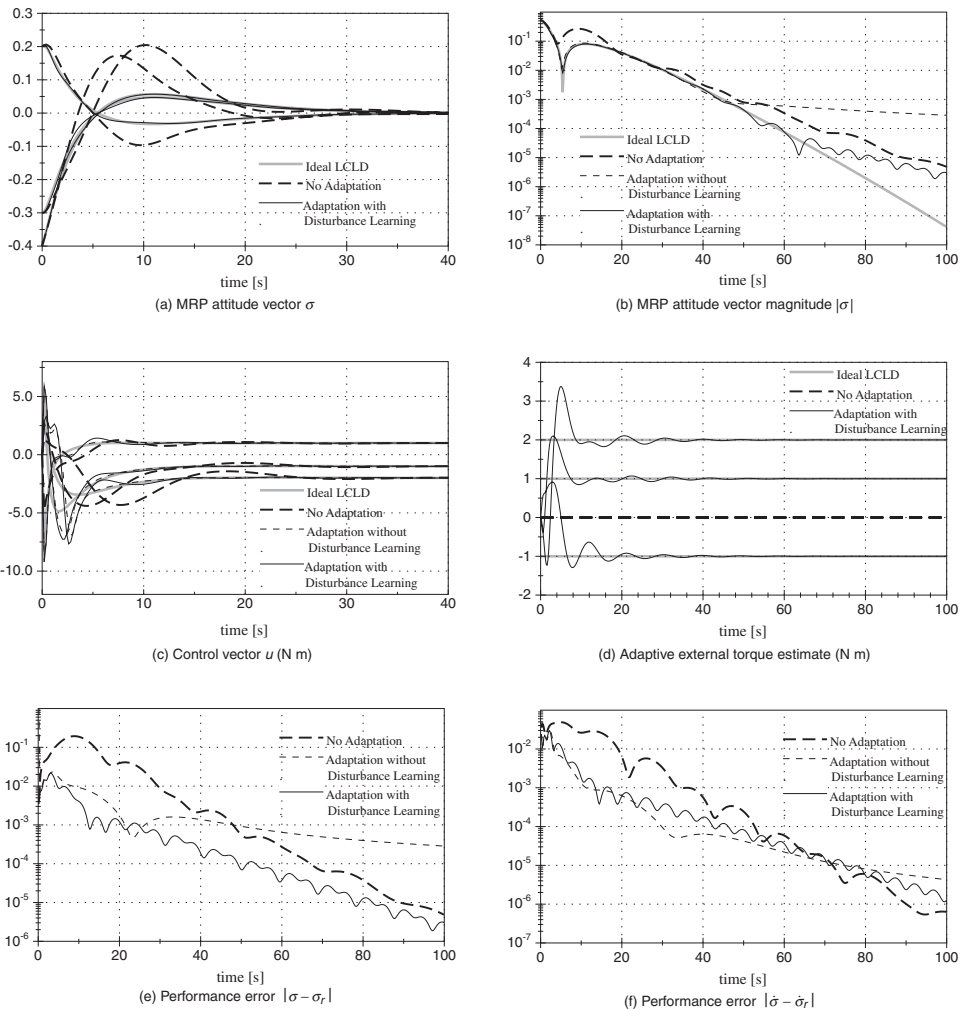 0.3
0.2
0.1
0.0
-0.1
-0.2
-0.3
-0.4
0
10
20
30
40
Ideal LCLD
No Adaptation
Adaptation with
Disturbance Learning
time [s]
(a) MRP attitude vector σ
10^-1
10^-2
10^-3
10^-4
10^-5
10^-6
10^-7
10^-8
0
20
40
60
80
100
Ideal LCLD
No Adaptation
Adaptation without
Disturbance Learning
Adaptation with
Disturbance Learning
time [s]
(b) MRP attitude vector magnitude |σ|
5.0
0.0
-5.0
-10.0
0
10
20
30
40
Ideal LCLD
No Adaptation
Adaptation without
Disturbance Learning
Adaptation with
Disturbance Learning
time [s]
(c) Control vector u (N m)
4
3
2
1
0
-1
-2
0
20
40
60
80
100
Ideal LCLD
No Adaptation
Adaptation with
Disturbance Learning
time [s]
(d) Adaptive external torque estimate (N m)
10^-1
10^-2
10^-3
10^-4
10^-5
10^-6
0
20
40
60
80
100
No Adaptation
Adaptation without
Disturbance Learning
Adaptation with
Disturbance Learning
time [s]
(e) Performance error |σ – σr|
10^-2
10^-3
10^-4
10^-5
10^-6
10^-7
0
20
40
60
80
100
No Adaptation
Adaptation without
Disturbance Learning
Adaptation with
Disturbance Learning
time [s]
(f) Performance error |σ̇ – σ̇r|